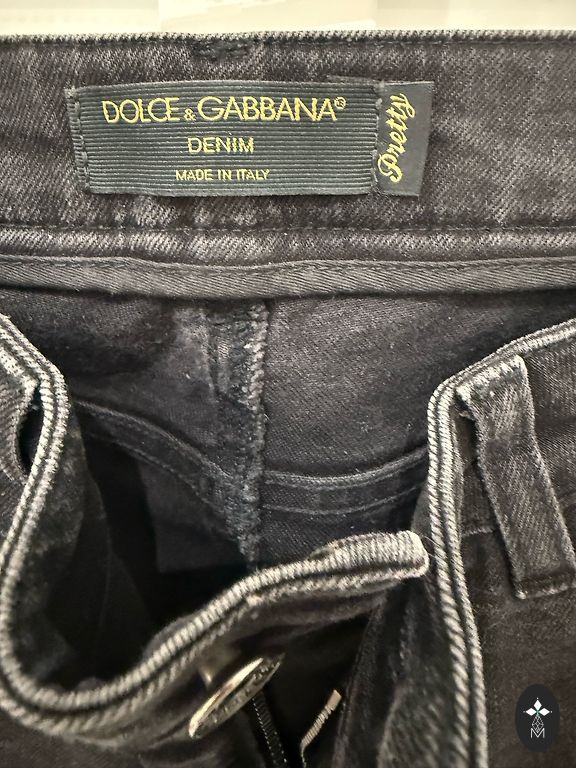 DOLCE & GABBANA®
DENIM
MADE IN ITALY
Pretty
M